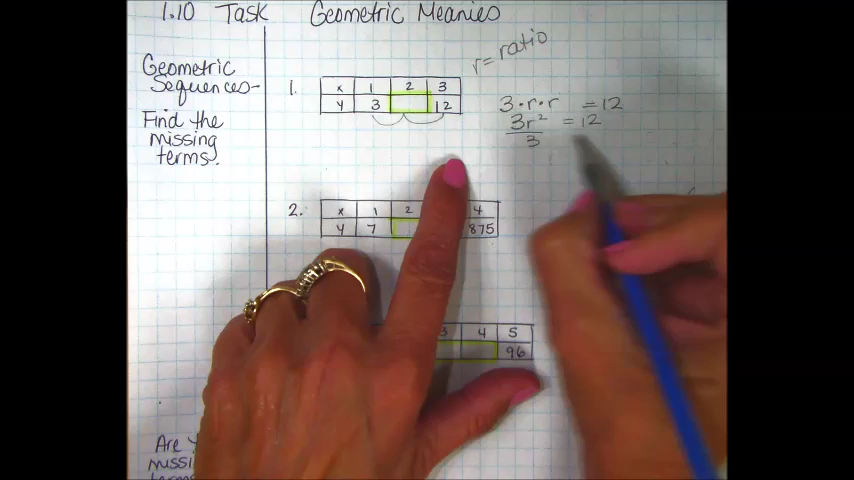 1.10 Task Geometric Meanies
Geometric
Sequences-
Find the
missing
terms.
r = ratio
1.
x 1 2 3
y 3 12
3·r·r = 12
3r² = 12
3
2.
x 1 2 4
y 7 875
3 4 5
96
Are
missi